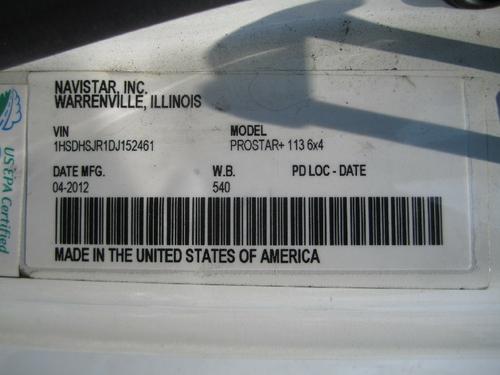 NAVISTAR, INC.
WARRENVILLE, ILLINOIS
VIN MODEL
1HSDHSJR1DJ152461 PROSTAR+ 113 6x4
DATE MFG. W.B. PD LOC - DATE
04-2012 540
MADE IN THE UNITED STATES OF AMERICA
US EPA Certified